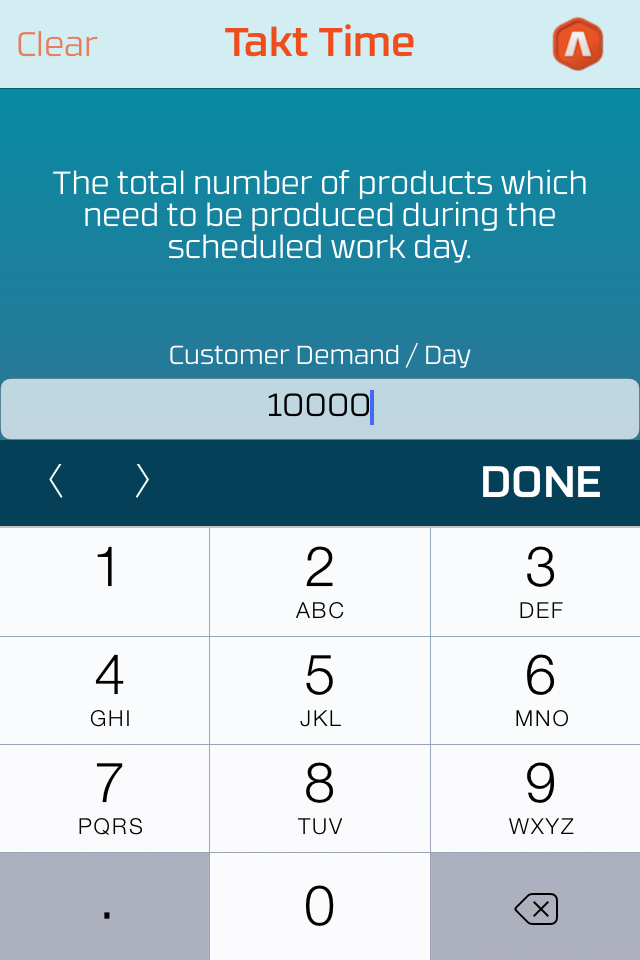 Clear
Takt Time
The total number of products which
need to be produced during the
scheduled work day.
Customer Demand / Day
10000
DONE
1
2
3
ABC
DEF
4
5
6
GHI
JKL
MNO
7
8
9
PQRS
TUV
WXYZ
.
0